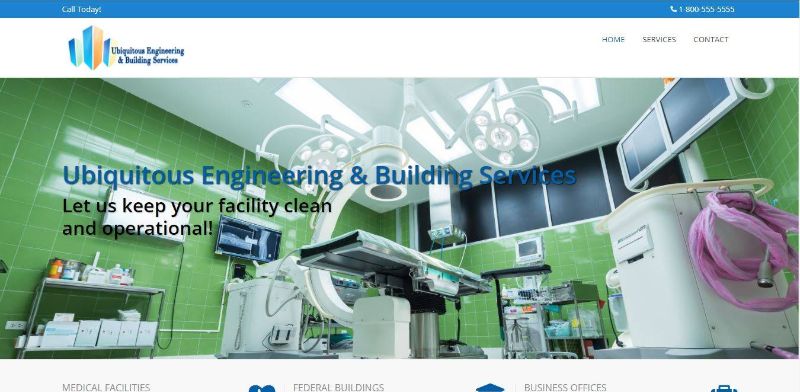 Call Today!
1-800-555-5555
Ubiquitous Engineering
& Building Services
HOME SERVICES CONTACT
Ubiquitous Engineering & Building Services
Let us keep your facility clean
and operational!
MEDICAL FACILITIES
FEDERAL BUILDINGS
BUSINESS OFFICES